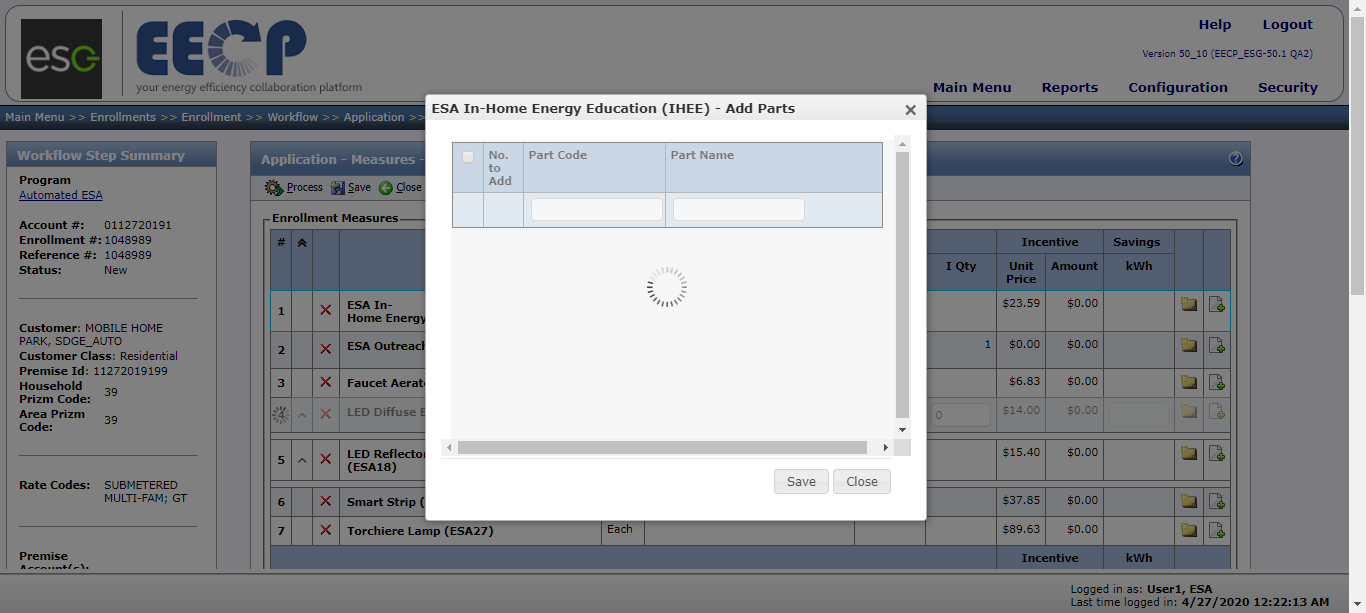 esc
EECP
your energy efficiency collaboration platform
Help Logout
Version 50_10 (EECP_ESG-50.1 QA2)
Main Menu Reports Configuration Security
Main Menu >> Enrollments >> Enrollment >> Workflow >> Application >>
Workflow Step Summary
Program
Automated ESA
Account #: 0112720191
Enrollment #: 1048989
Reference #: 1048989
Status: New
Customer: MOBILE HOME
PARK, SDGE_AUTO
Customer Class: Residential
Premise Id: 11272019199
Household
Prizm Code: 39
Area Prizm
Code: 39
Rate Codes: SUBMETERED
MULTI-FAM; GT
Premise
Account(s):
Application - Measures -
Process Save Close
Enrollment Measures
#
I Qty
Incentive Savings
Unit
Price
Amount
kWh
1 ESA In-
Home Energy
$23.59 $0.00
2 ESA Outreach 1 $0.00 $0.00
3 Faucet Aerat $6.83 $0.00
4 LED Diffuse 0 $14.00 $0.00
5 LED Reflector
(ESA18)
$15.40 $0.00
6 Smart Strip ( $37.85 $0.00
7 Torchiere Lamp (ESA27) Each $89.63 $0.00
Incentive kWh
ESA In-Home Energy Education (IHEE) - Add Parts
No.
to
Add
Part Code Part Name
Save Close
Logged in as: User1, ESA
Last time logged in: 4/27/2020 12:22:13 AM